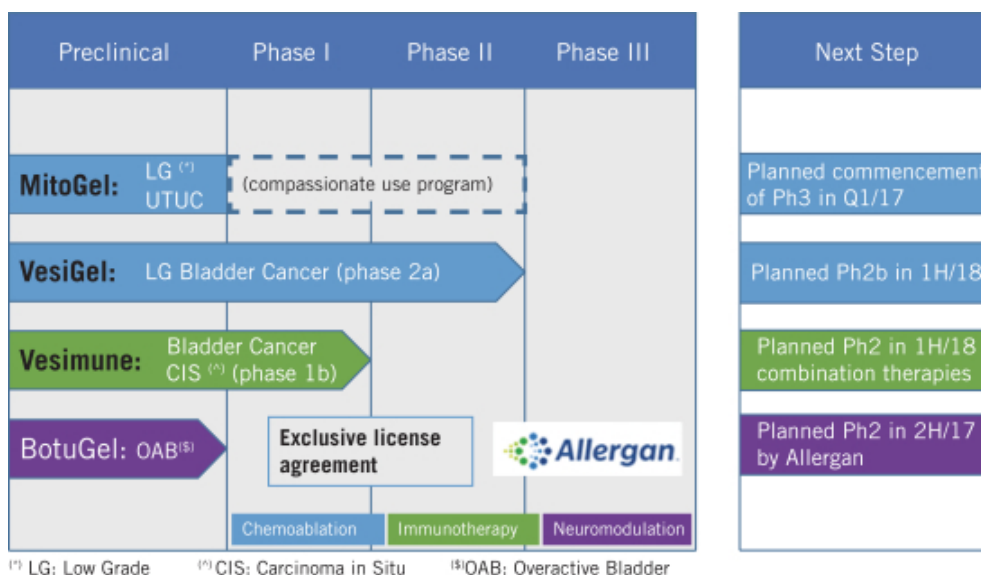 Preclinical Phase I Phase II Phase III Next Step
MitoGel: LG (*)
UTUC
(compassionate use program)
Planned commencement
of Ph3 in Q1/17
VesiGel: LG Bladder Cancer (phase 2a)
Planned Ph2b in 1H/18
Vesimune: Bladder Cancer
CIS (^) (phase 1b)
Planned Ph2 in 1H/18
combination therapies
BotuGel: OAB($)
Exclusive license
agreement
Allergan.
Planned Ph2 in 2H/17
by Allergan
Chemoablation Immunotherapy Neuromodulation
(*) LG: Low Grade (^) CIS: Carcinoma in Situ ($)OAB: Overactive Bladder